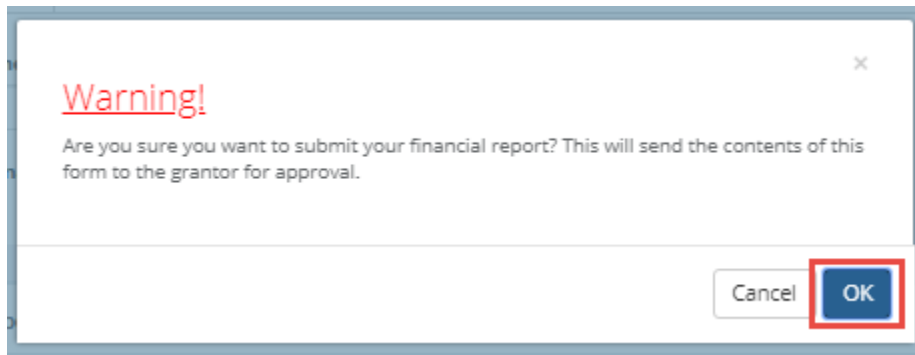 ×
Warning!
Are you sure you want to submit your financial report? This will send the contents of this
form to the grantor for approval.
Cancel
OK